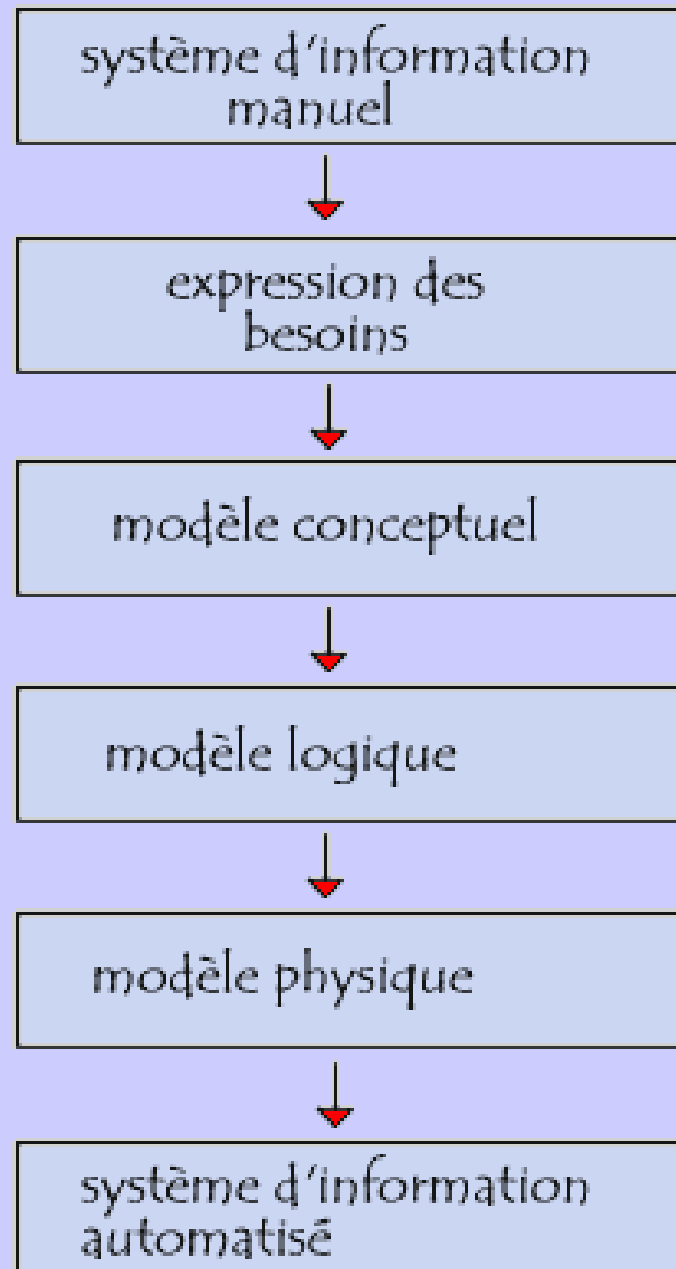 système d'information
manuel
expression des
besoins
modèle conceptuel
modèle logique
modèle physique
système d'information
automatisé